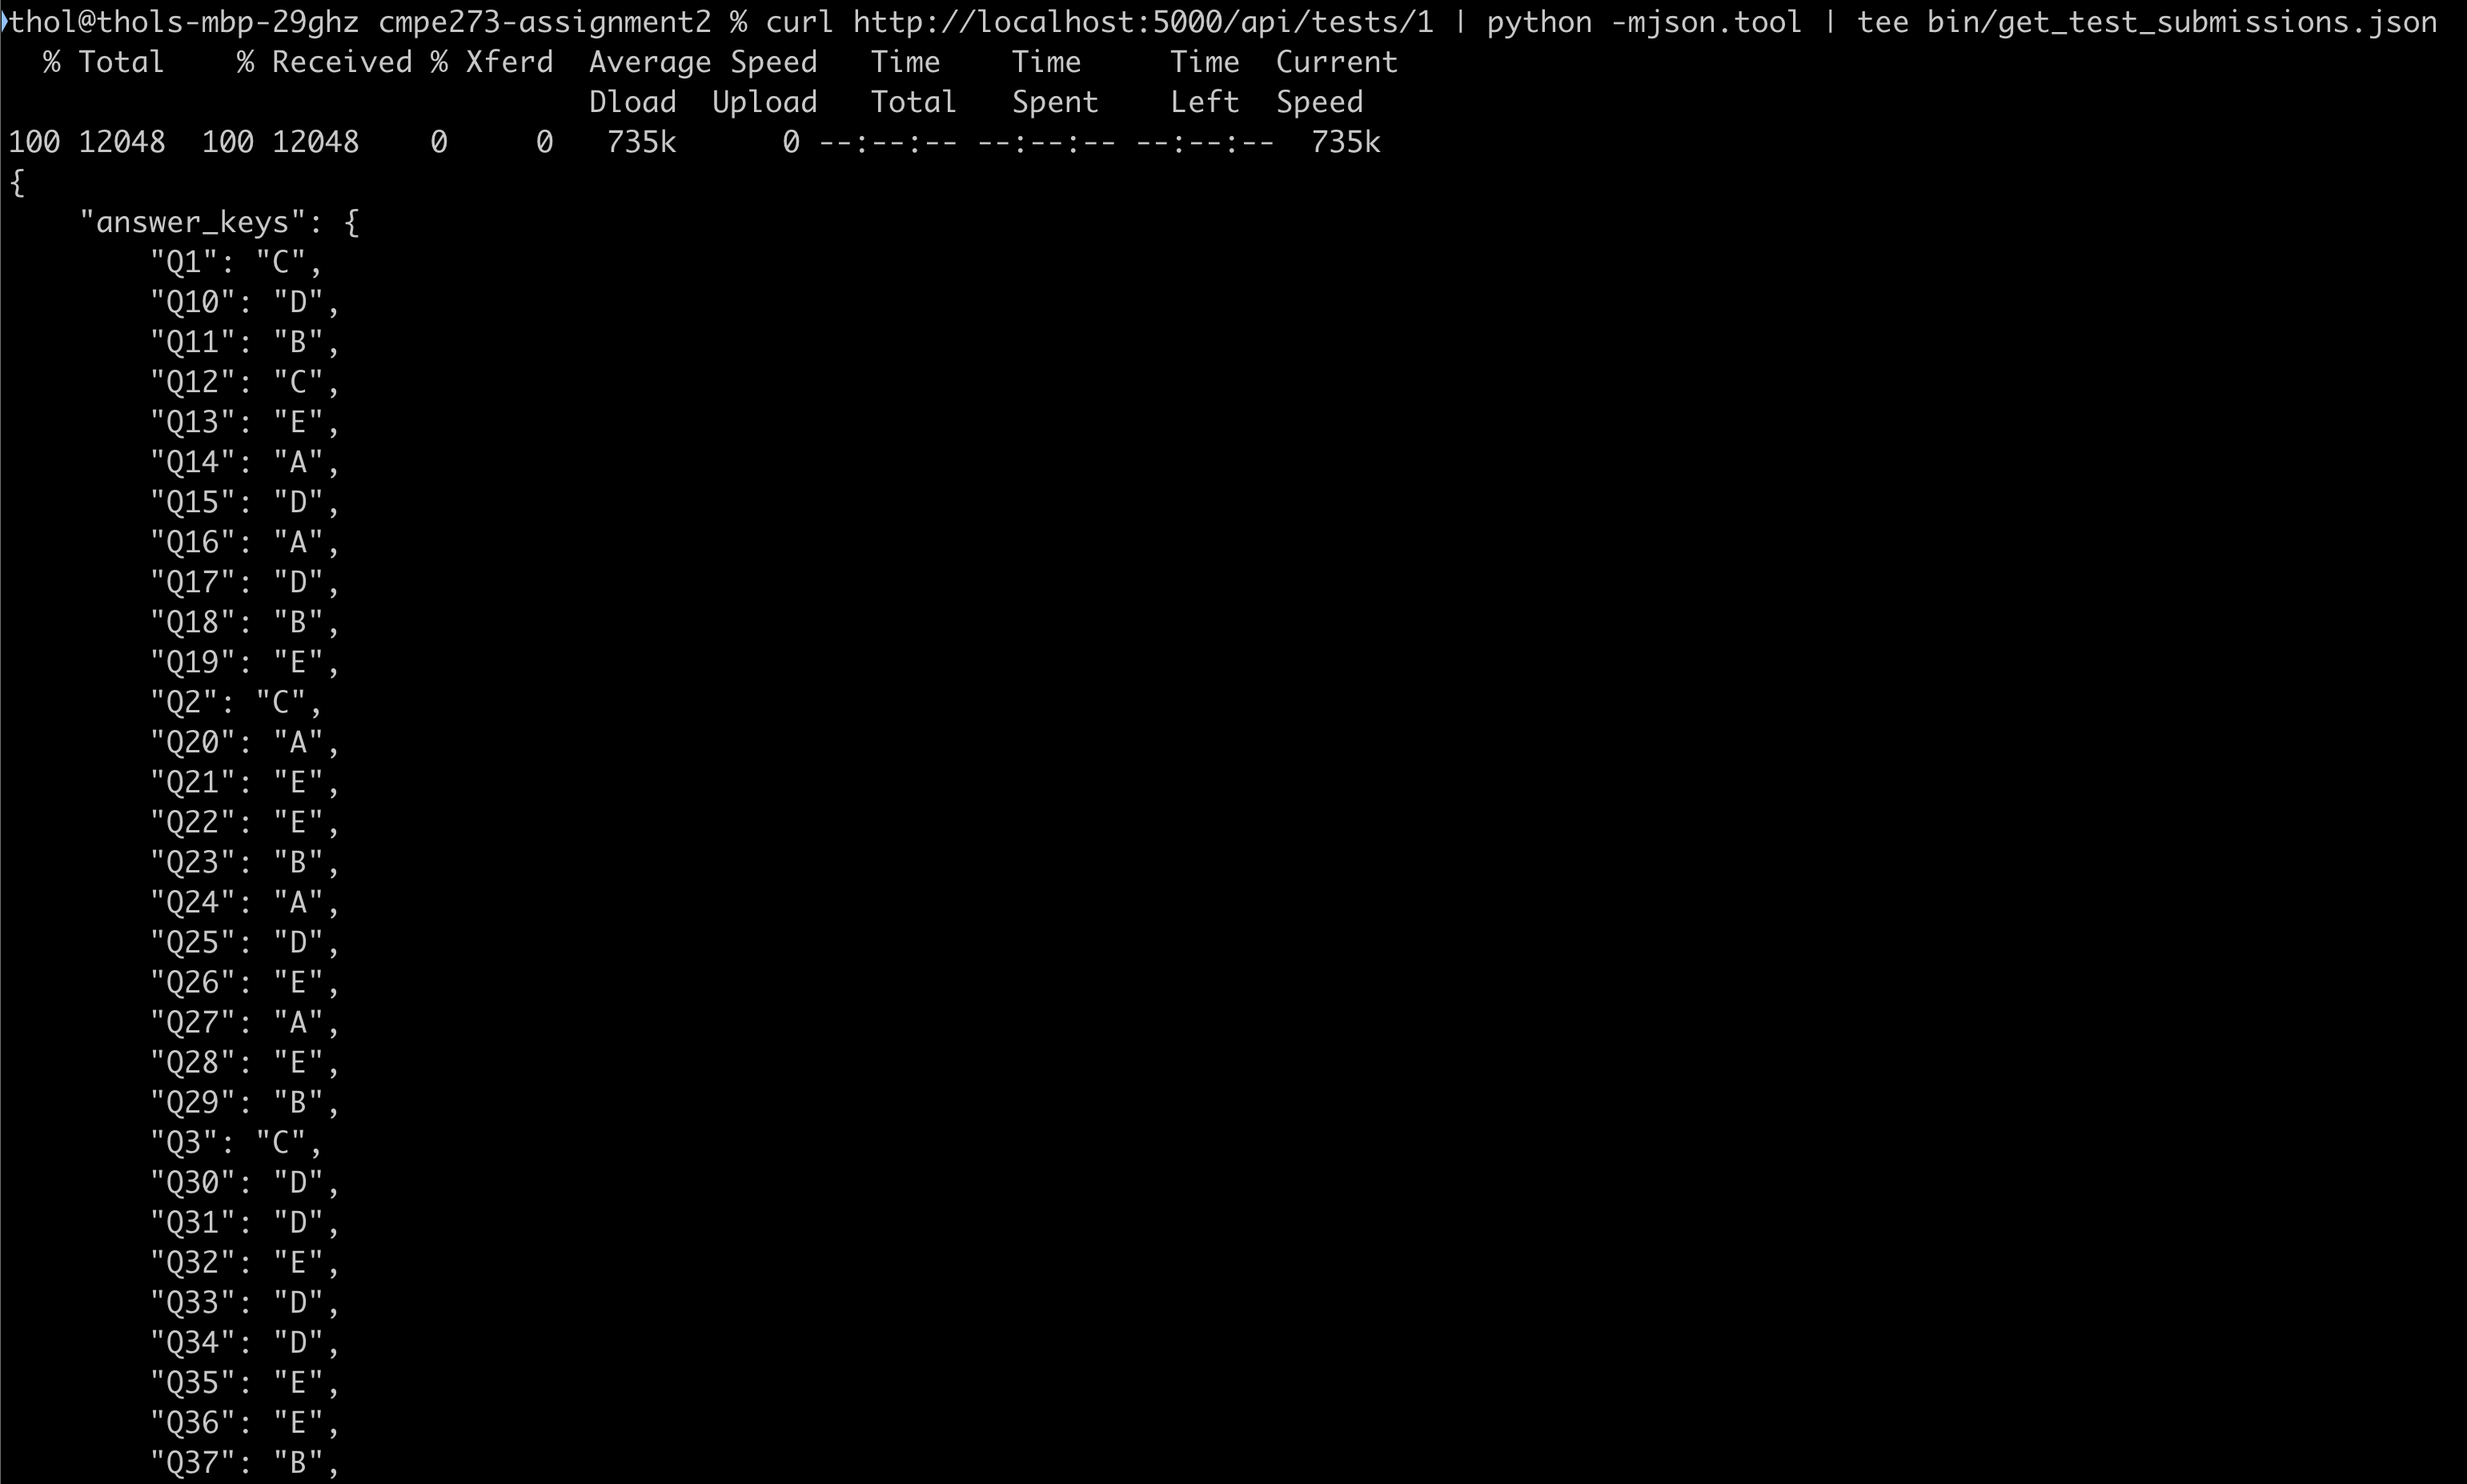 thol@thols-mbp-29ghz cmpe273-assignment2 % curl http://localhost:5000/api/tests/1 | python -mjson.tool | tee bin/get_test_submissions.json
  % Total    % Received % Xferd  Average Speed   Time    Time     Time  Current
                                 Dload  Upload   Total   Spent    Left  Speed
100 12048  100 12048    0     0   735k      0 --:--:-- --:--:-- --:--:--  735k
{
    "answer_keys": {
        "Q1": "C",
        "Q10": "D",
        "Q11": "B",
        "Q12": "C",
        "Q13": "E",
        "Q14": "A",
        "Q15": "D",
        "Q16": "A",
        "Q17": "D",
        "Q18": "B",
        "Q19": "E",
        "Q2": "C",
        "Q20": "A",
        "Q21": "E",
        "Q22": "E",
        "Q23": "B",
        "Q24": "A",
        "Q25": "D",
        "Q26": "E",
        "Q27": "A",
        "Q28": "E",
        "Q29": "B",
        "Q3": "C",
        "Q30": "D",
        "Q31": "D",
        "Q32": "E",
        "Q33": "D",
        "Q34": "D",
        "Q35": "E",
        "Q36": "E",
        "Q37": "B",